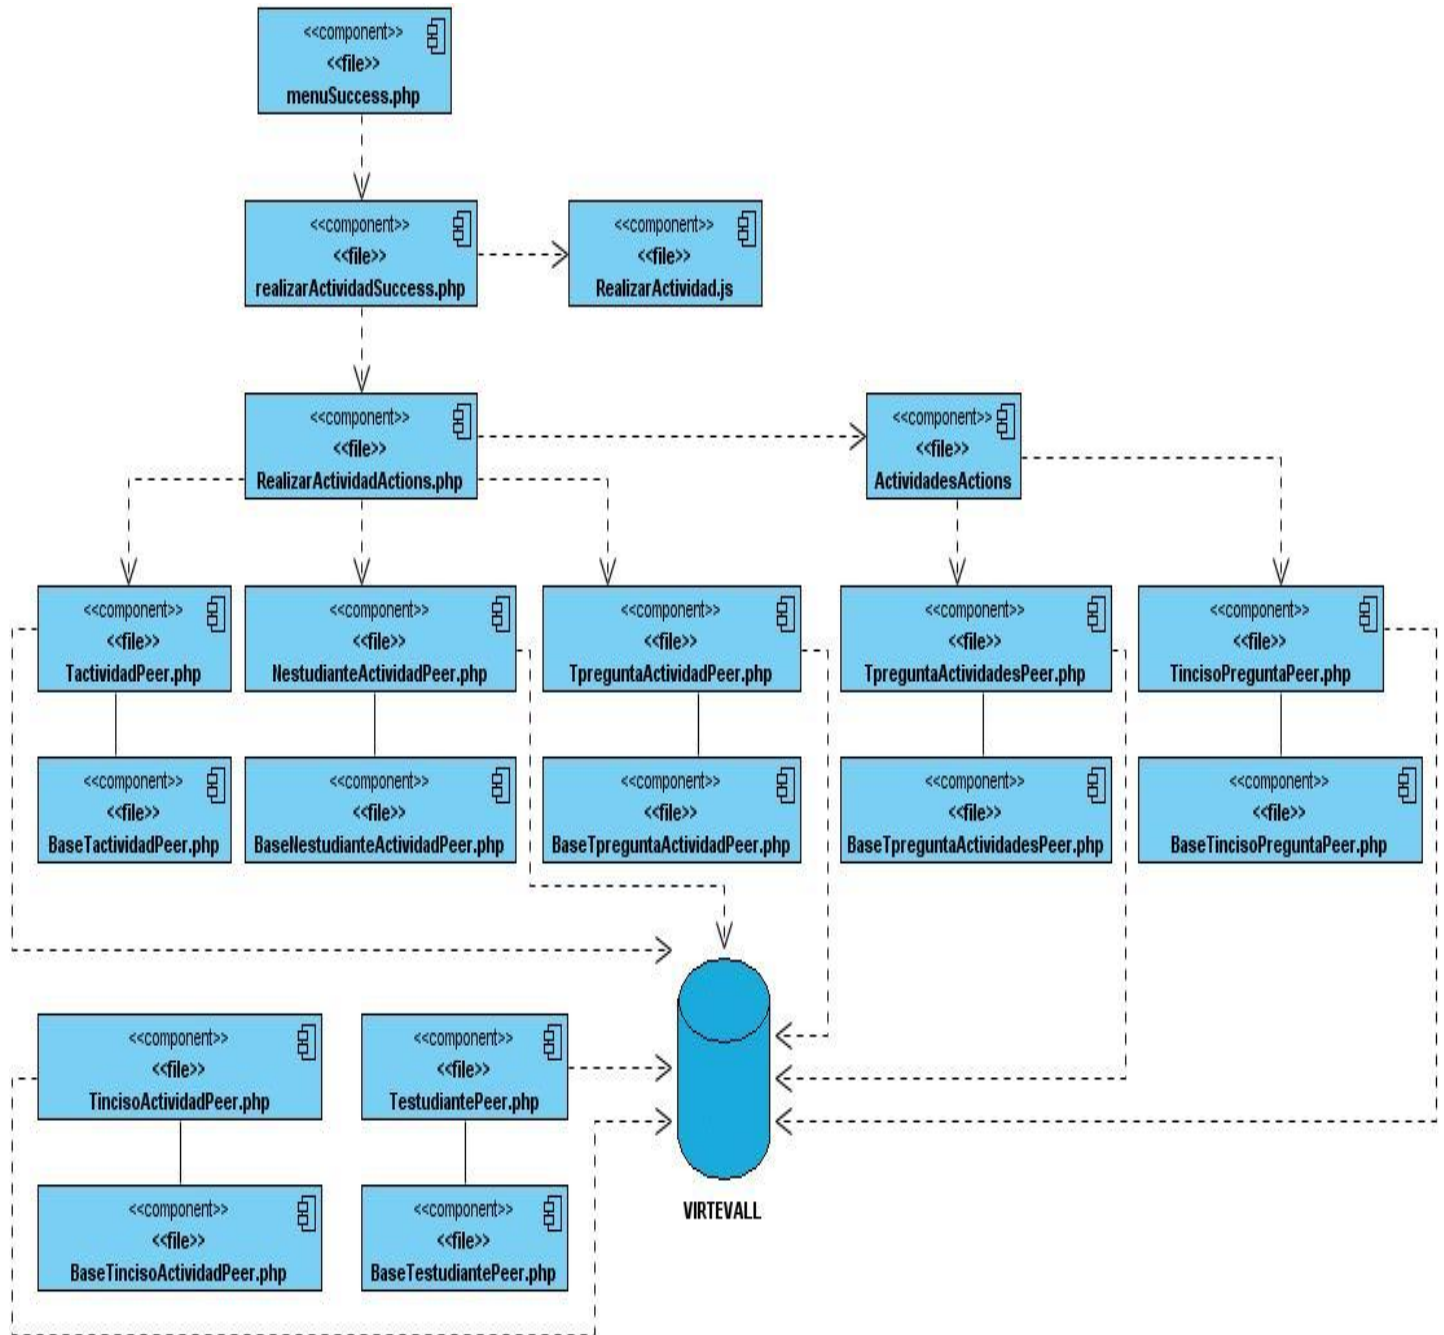 <<component>>
<<file>>
menuSuccess.php
<<component>>
<<file>>
realizarActividadSuccess.php
<<component>>
<<file>>
RealizarActividad.js
<<component>>
<<file>>
RealizarActividadActions.php
<<component>>
<<file>>
ActividadesActions
<<component>>
<<file>>
TactividadPeer.php
<<component>>
<<file>>
NestudianteActividadPeer.php
<<component>>
<<file>>
TpreguntaActividadPeer.php
<<component>>
<<file>>
TpreguntaActividadesPeer.php
<<component>>
<<file>>
TincisoPreguntaPeer.php
<<component>>
<<file>>
BaseTactividadPeer.php
<<component>>
<<file>>
BaseNestudianteActividadPeer.php
<<component>>
<<file>>
BaseTpreguntaActividadPeer.php
<<component>>
<<file>>
BaseTpreguntaActividadesPeer.php
<<component>>
<<file>>
BaseTincisoPreguntaPeer.php
<<component>>
<<file>>
TincisoActividadPeer.php
<<component>>
<<file>>
TestudiantePeer.php
<<component>>
<<file>>
BaseTincisoActividadPeer.php
<<component>>
<<file>>
BaseTestudiantePeer.php
VIRTEVALL